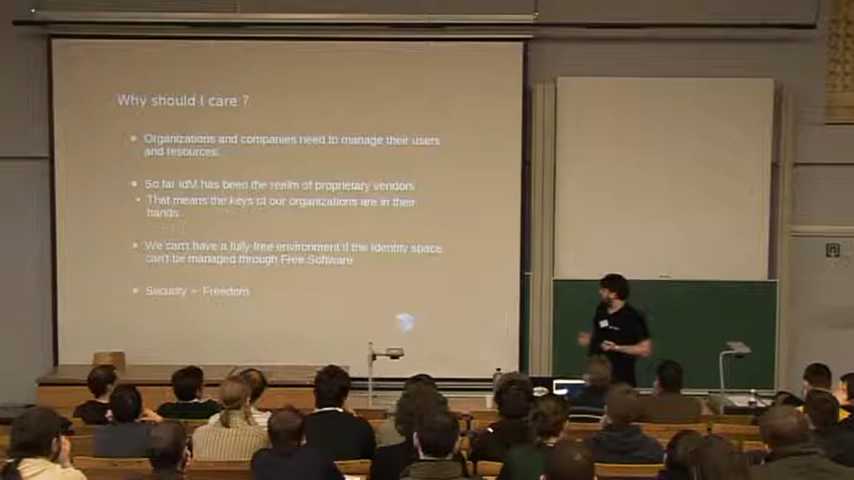 Why should I care ?
Organizations and companies need to manage their users
and resources.
So far IdM has been the realm of proprietary vendors
That means the keys of our organizations are in their
hands.
We can't have a fully free environment if the identity space
can't be managed through Free Software
Security = Freedom